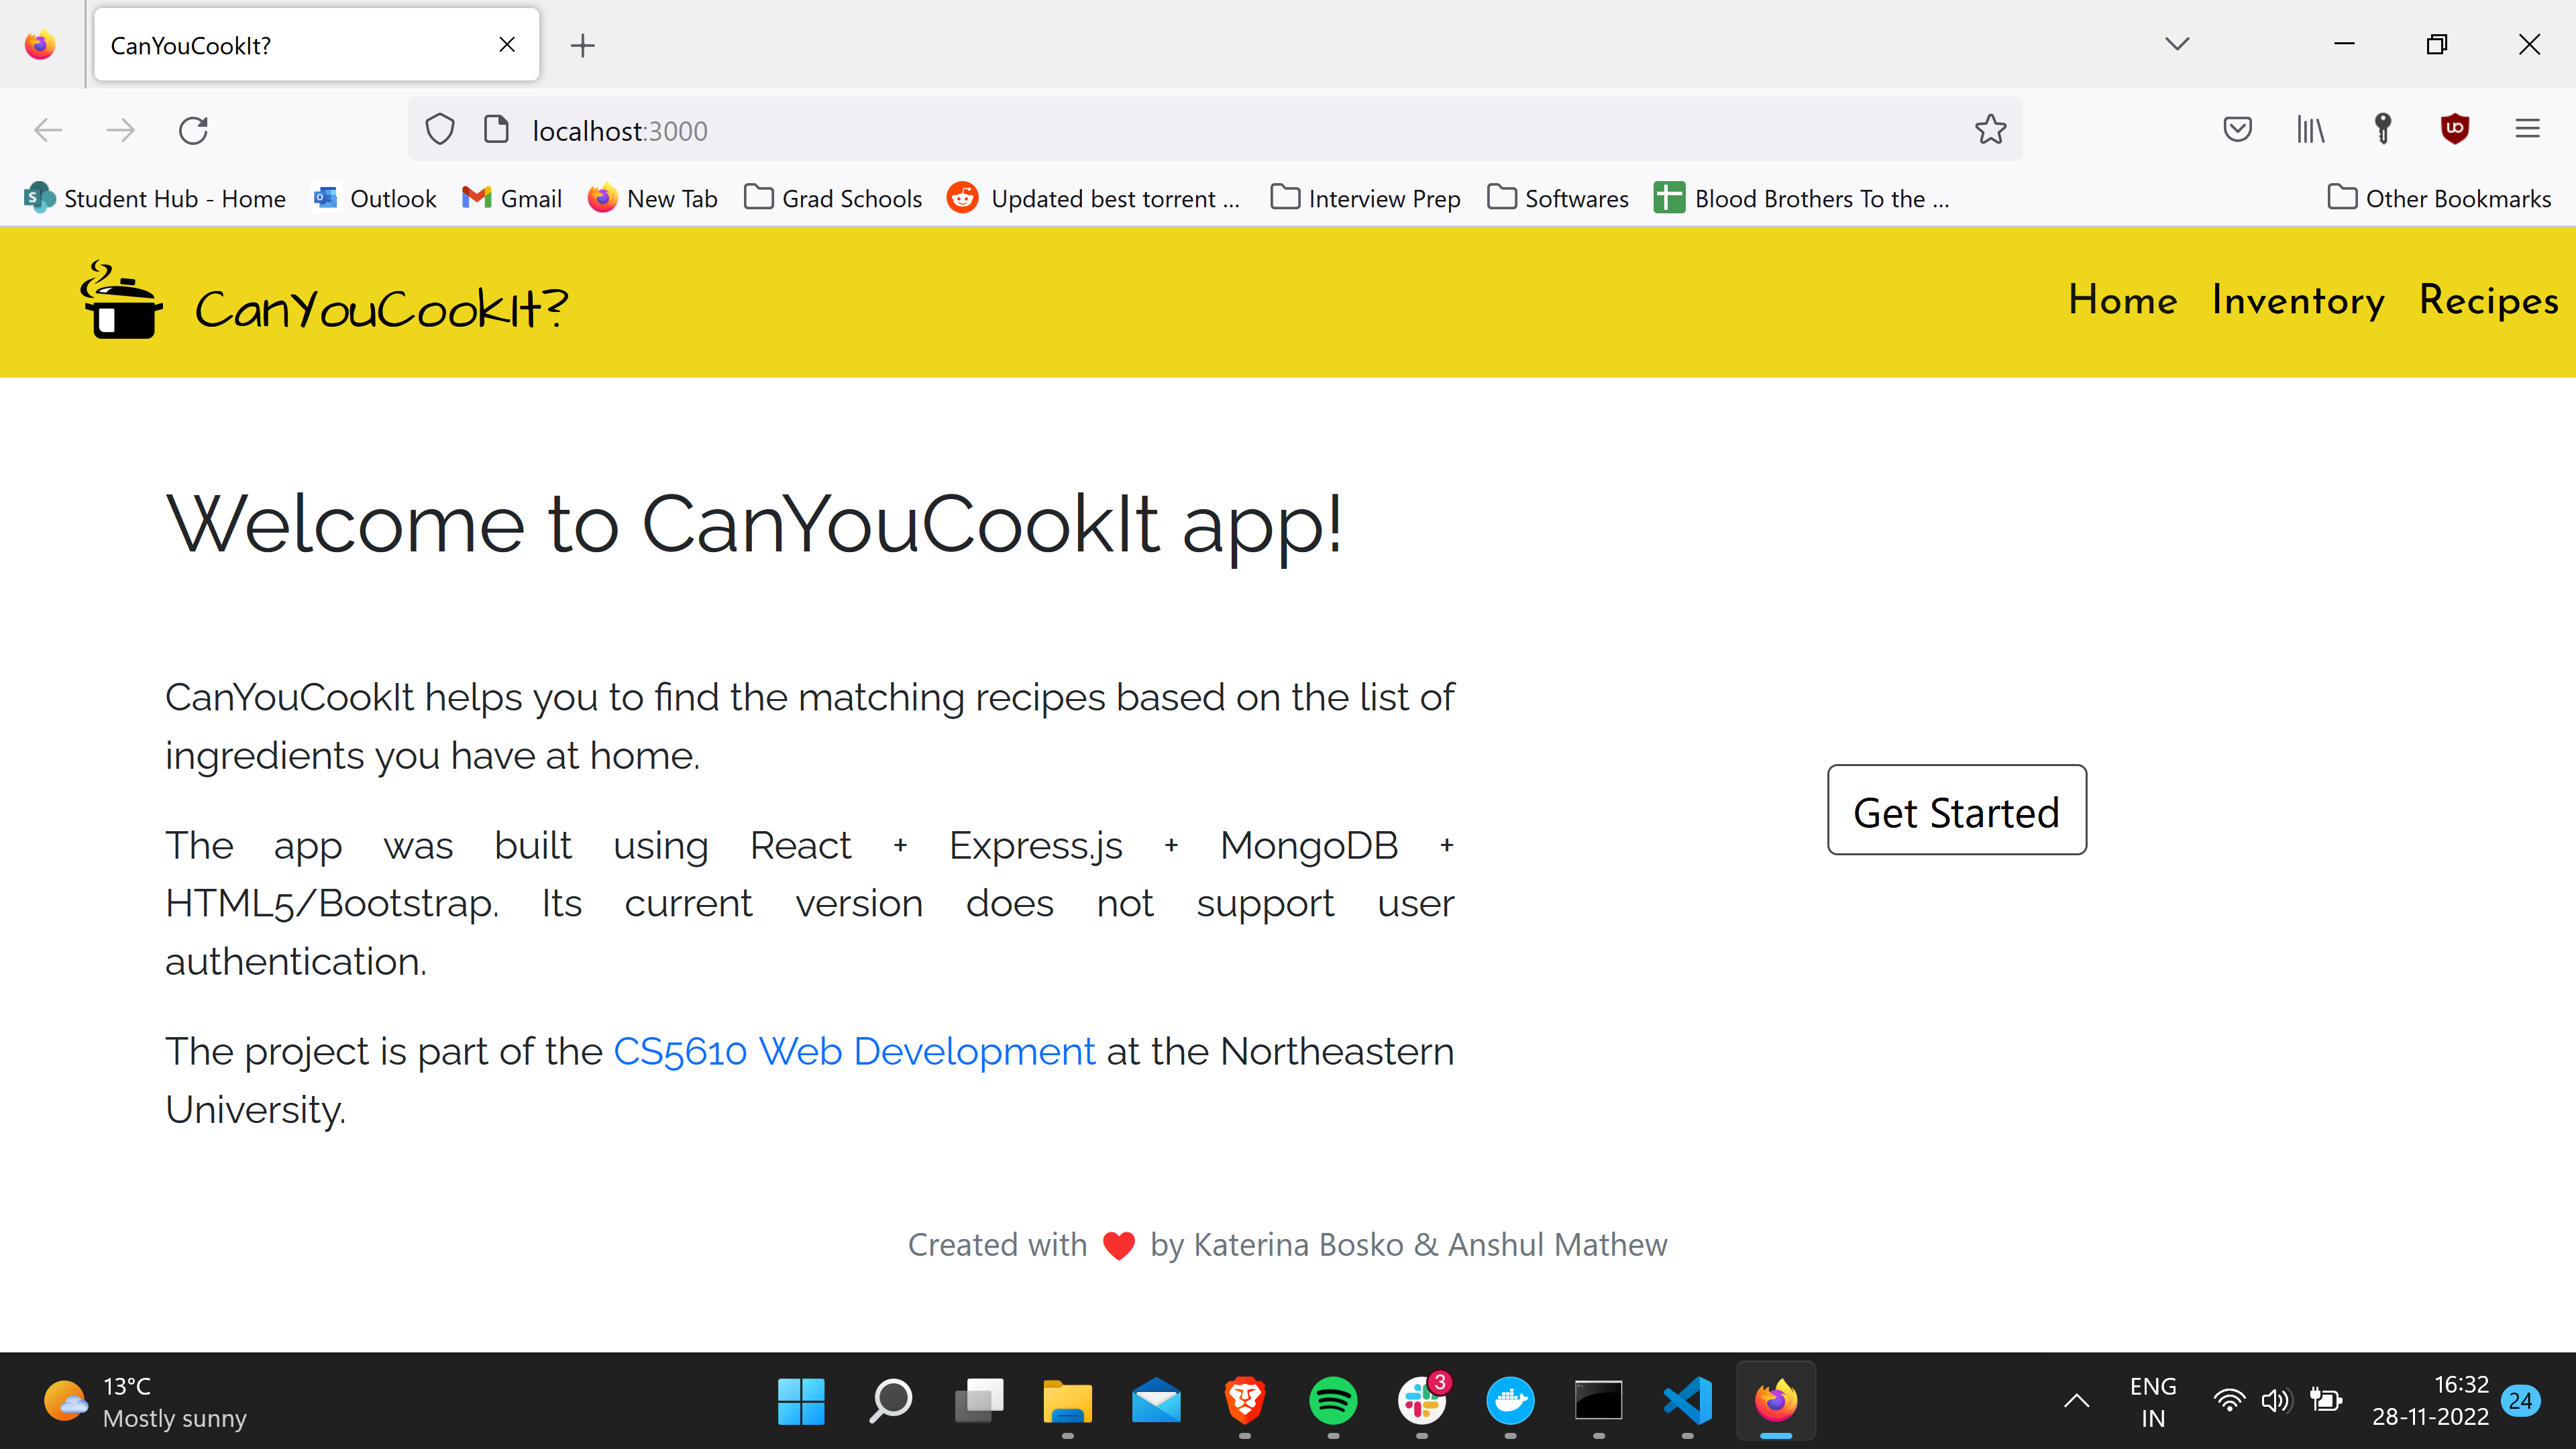 CanYouCookIt?
localhost:3000
Student Hub - Home Outlook Gmail New Tab Grad Schools Updated best torrent ... Interview Prep Softwares Blood Brothers To the ... Other Bookmarks
CanYouCookIt? Home Inventory Recipes
Welcome to CanYouCookIt app!
CanYouCookIt helps you to find the matching recipes based on the list of
ingredients you have at home.
The app was built using React + Express.js + MongoDB +
HTML5/Bootstrap. Its current version does not support user
authentication.
The project is part of the CS5610 Web Development at the Northeastern
University.
Get Started
Created with ❤ by Katerina Bosko & Anshul Mathew
13°C
Mostly sunny
3
ENG
IN
16:32
28-11-2022
24